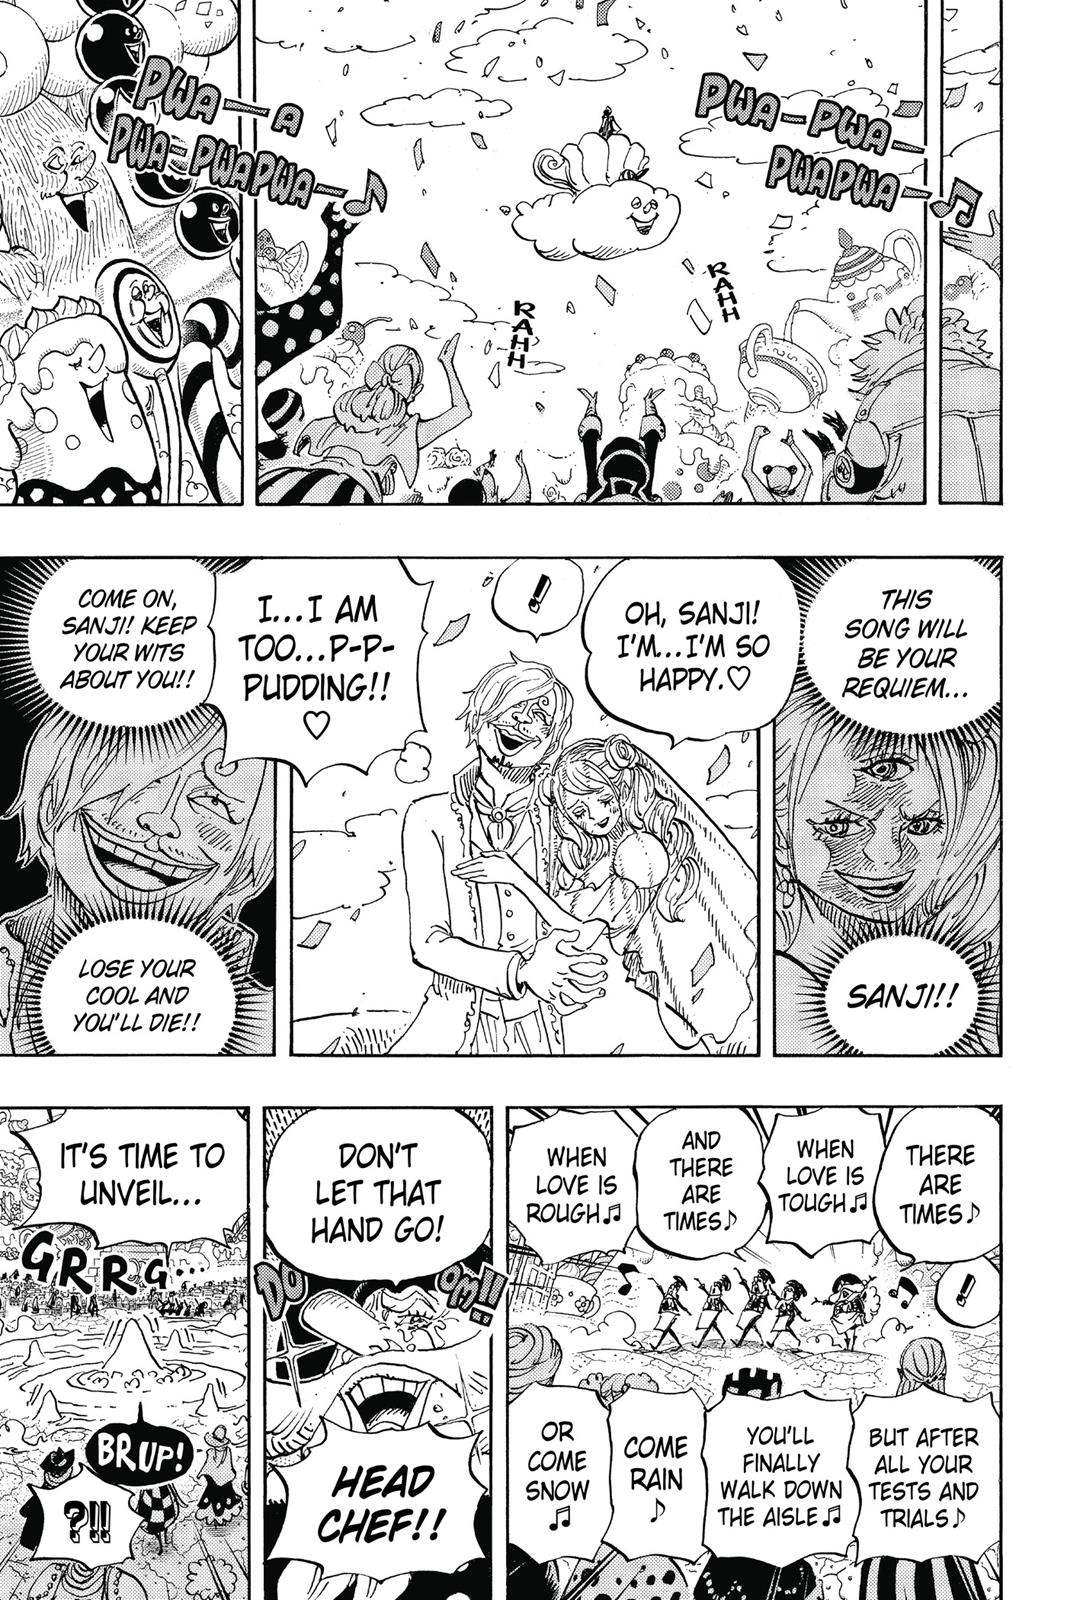 PWA-PWA-
PWAPWA-♫
PWA-A
PWA-PWAPWA-♪
RAHH
RAHH
THIS
SONG WILL
BE YOUR
REQUIEM...
SANJI!!
OH, SANJI!
I'M...I'M SO
HAPPY.♡
!
I...I AM
TOO...P-P-
PUDDING!!
♡
COME ON,
SANJI! KEEP
YOUR WITS
ABOUT YOU!!
LOSE YOUR
COOL AND
YOU'LL DIE!!
THERE
ARE
TIMES♪
WHEN
LOVE IS
TOUGH♫
AND
THERE
ARE
TIMES♪
WHEN
LOVE IS
ROUGH♫
!
♫
♪
BUT AFTER
ALL YOUR
TESTS AND
TRIALS♪
YOU'LL
FINALLY
WALK DOWN
THE AISLE♫
COME
RAIN
♪
OR
COME
SNOW
♫
DON'T
LET THAT
HAND GO!
DO
OM!!
HEAD
CHEF!!
IT'S TIME TO
UNVEIL...
GRRG...
BRUP!
?!!